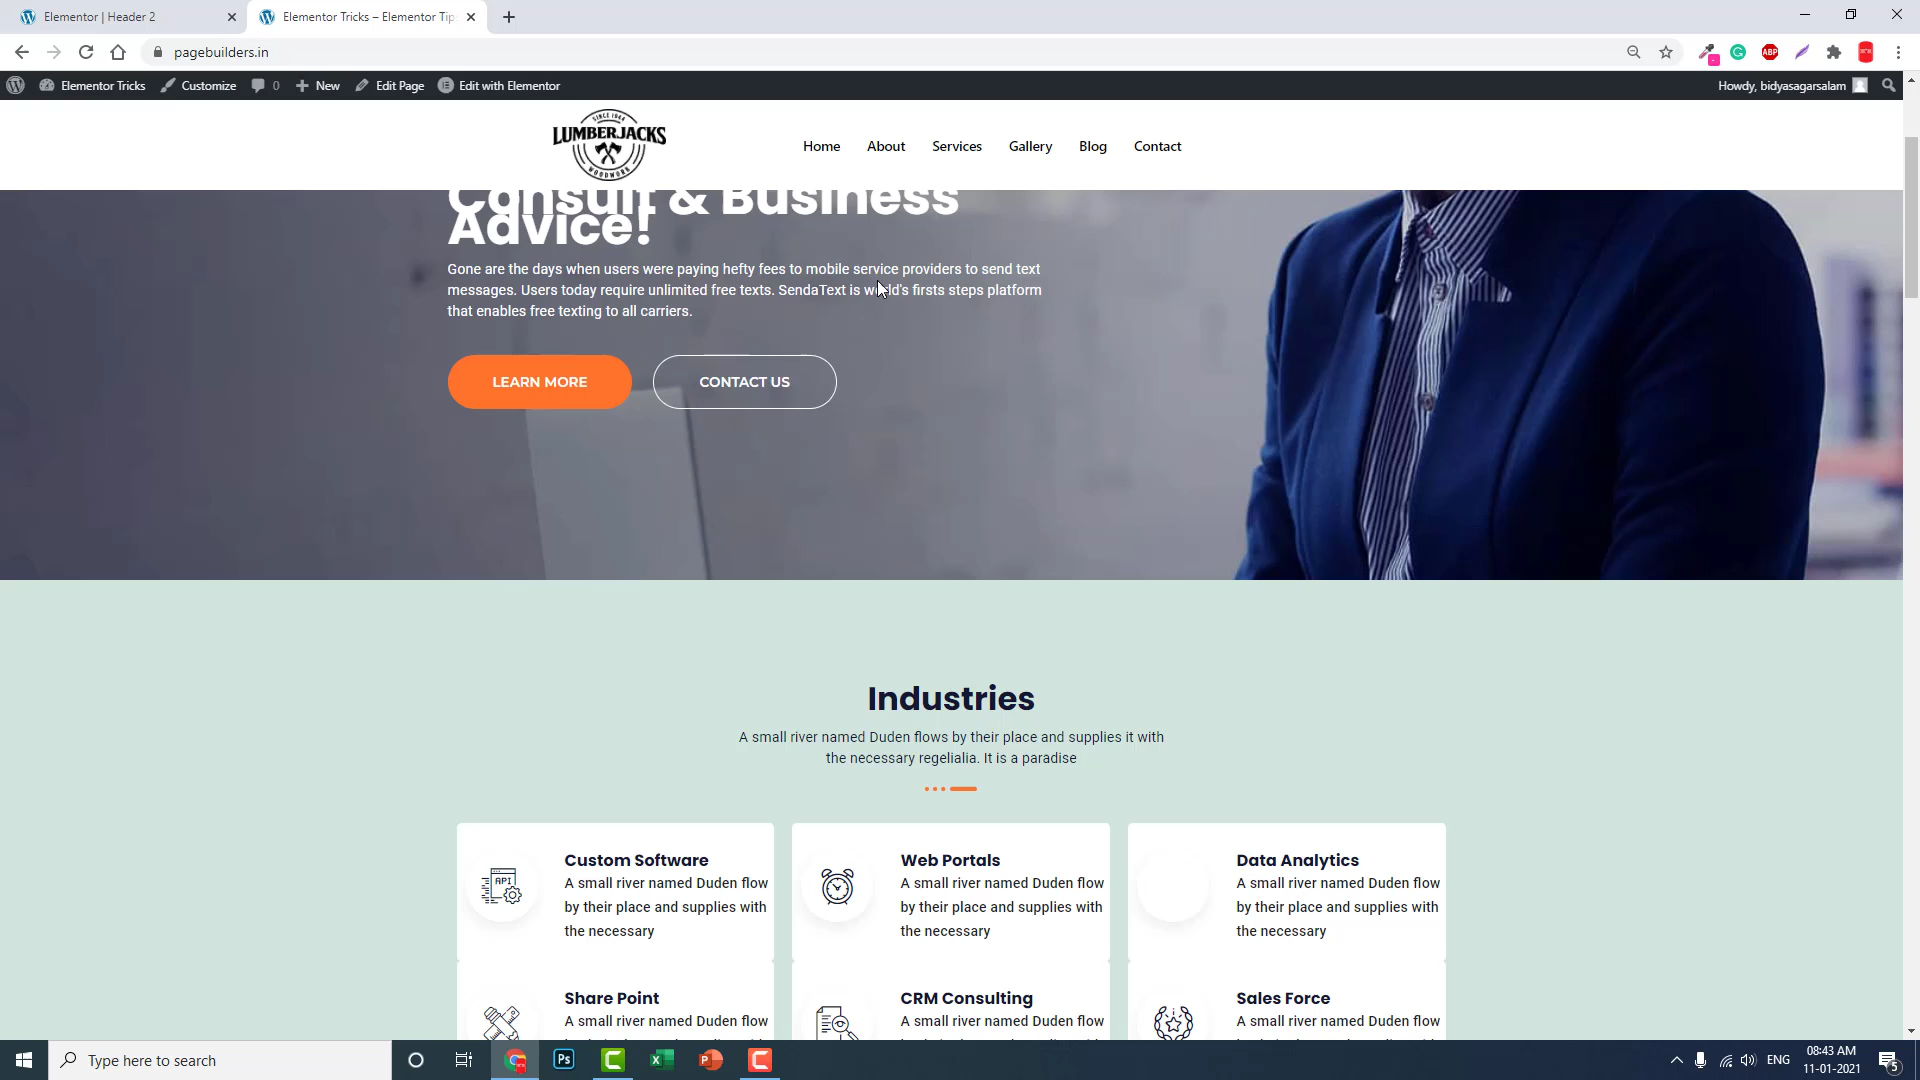 Elementor | Header 2
Elementor Tricks – Elementor Tip
pagebuilders.in
Elementor Tricks
Customize
0
New
Edit Page
Edit with Elementor
Howdy, bidyasagarsalam
SINCE 1944
LUMBERJACKS
WOODWORK
Home
About
Services
Gallery
Blog
Contact
Consult & Business
Advice!
Gone are the days when users were paying hefty fees to mobile service providers to send text
messages. Users today require unlimited free texts. SendaText is world's firsts steps platform
that enables free texting to all carriers.
LEARN MORE
CONTACT US
Industries
A small river named Duden flows by their place and supplies it with
the necessary regelialia. It is a paradise
API
Custom Software
A small river named Duden flow
by their place and supplies with
the necessary
Web Portals
A small river named Duden flow
by their place and supplies with
the necessary
Data Analytics
A small river named Duden flow
by their place and supplies with
the necessary
Share Point
A small river named Duden flow
CRM Consulting
A small river named Duden flow
Sales Force
A small river named Duden flow
Type here to search
Ps
ENG
08:43 AM
11-01-2021
5